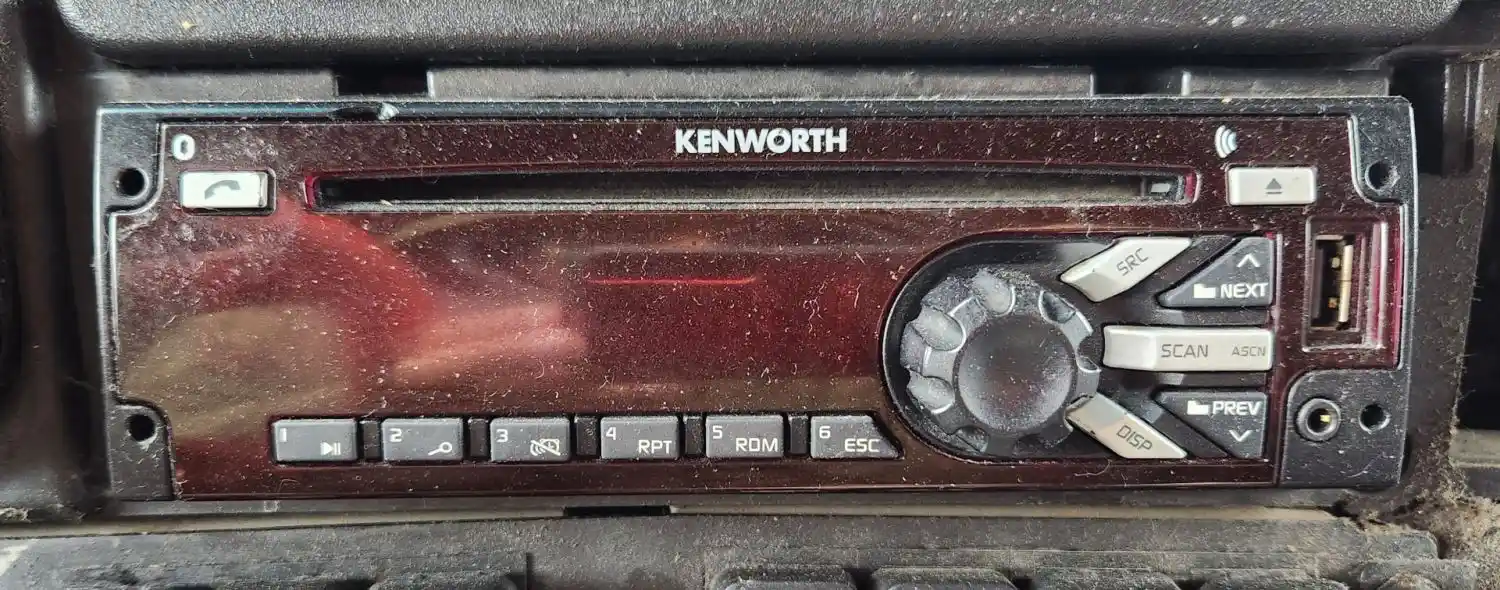 KENWORTH
SRC
NEXT
SCAN ASCN
PREV
DISP
1
2
3
4 RPT
5 RDM
6 ESC